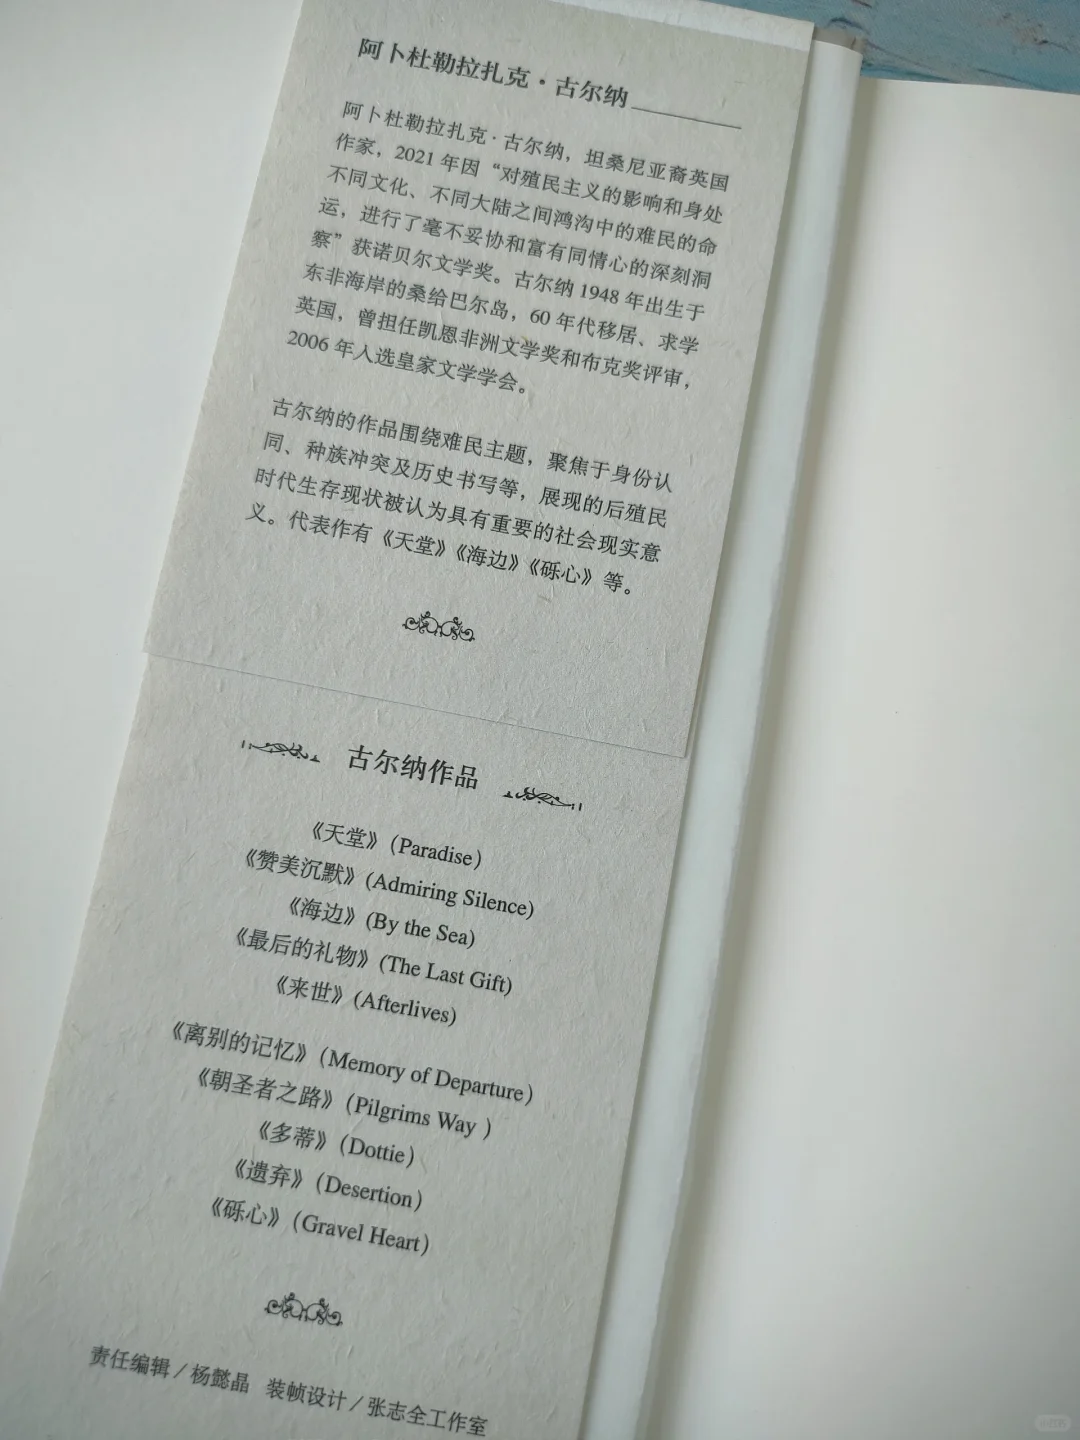 阿卜杜勒拉扎克·古尔纳
阿卜杜勒拉扎克·古尔纳，坦桑尼亚裔英国
作家，2021 年因“对殖民主义的影响和身处
不同文化、不同大陆之间鸿沟中的难民的命
运，进行了毫不妥协和富有同情心的深刻洞
察”获诺贝尔文学奖。古尔纳 1948 年出生于
东非海岸的桑给巴尔岛，60 年代移居、求学
英国，曾担任凯恩非洲文学奖和布克奖评审，
2006 年入选皇家文学学会。
古尔纳的作品围绕难民主题，聚焦于身份认
同、种族冲突及历史书写等，展现的后殖民
时代生存现状被认为具有重要的社会现实意
义。代表作有《天堂》《海边》《砾心》等。
古尔纳作品
《天堂》（Paradise）
《赞美沉默》(Admiring Silence)
《海边》(By the Sea)
《最后的礼物》(The Last Gift)
《来世》(Afterlives)
《离别的记忆》（Memory of Departure）
《朝圣者之路》（Pilgrims Way ）
《多蒂》（Dottie）
《遗弃》（Desertion）
《砾心》（Gravel Heart）
责任编辑／杨懿晶 装帧设计／张志全工作室